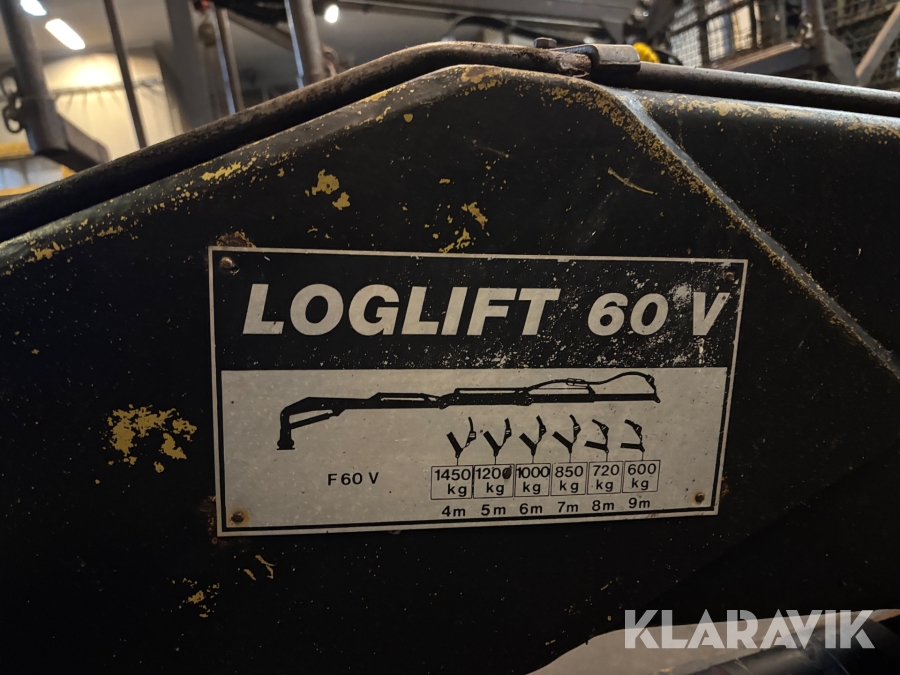 LOGLIFT 60 V
F60 V
1450 kg 1200 kg 1000 kg 850 kg 720 kg 600 kg
4m 5m 6m 7m 8m 9m
KLARAVIK